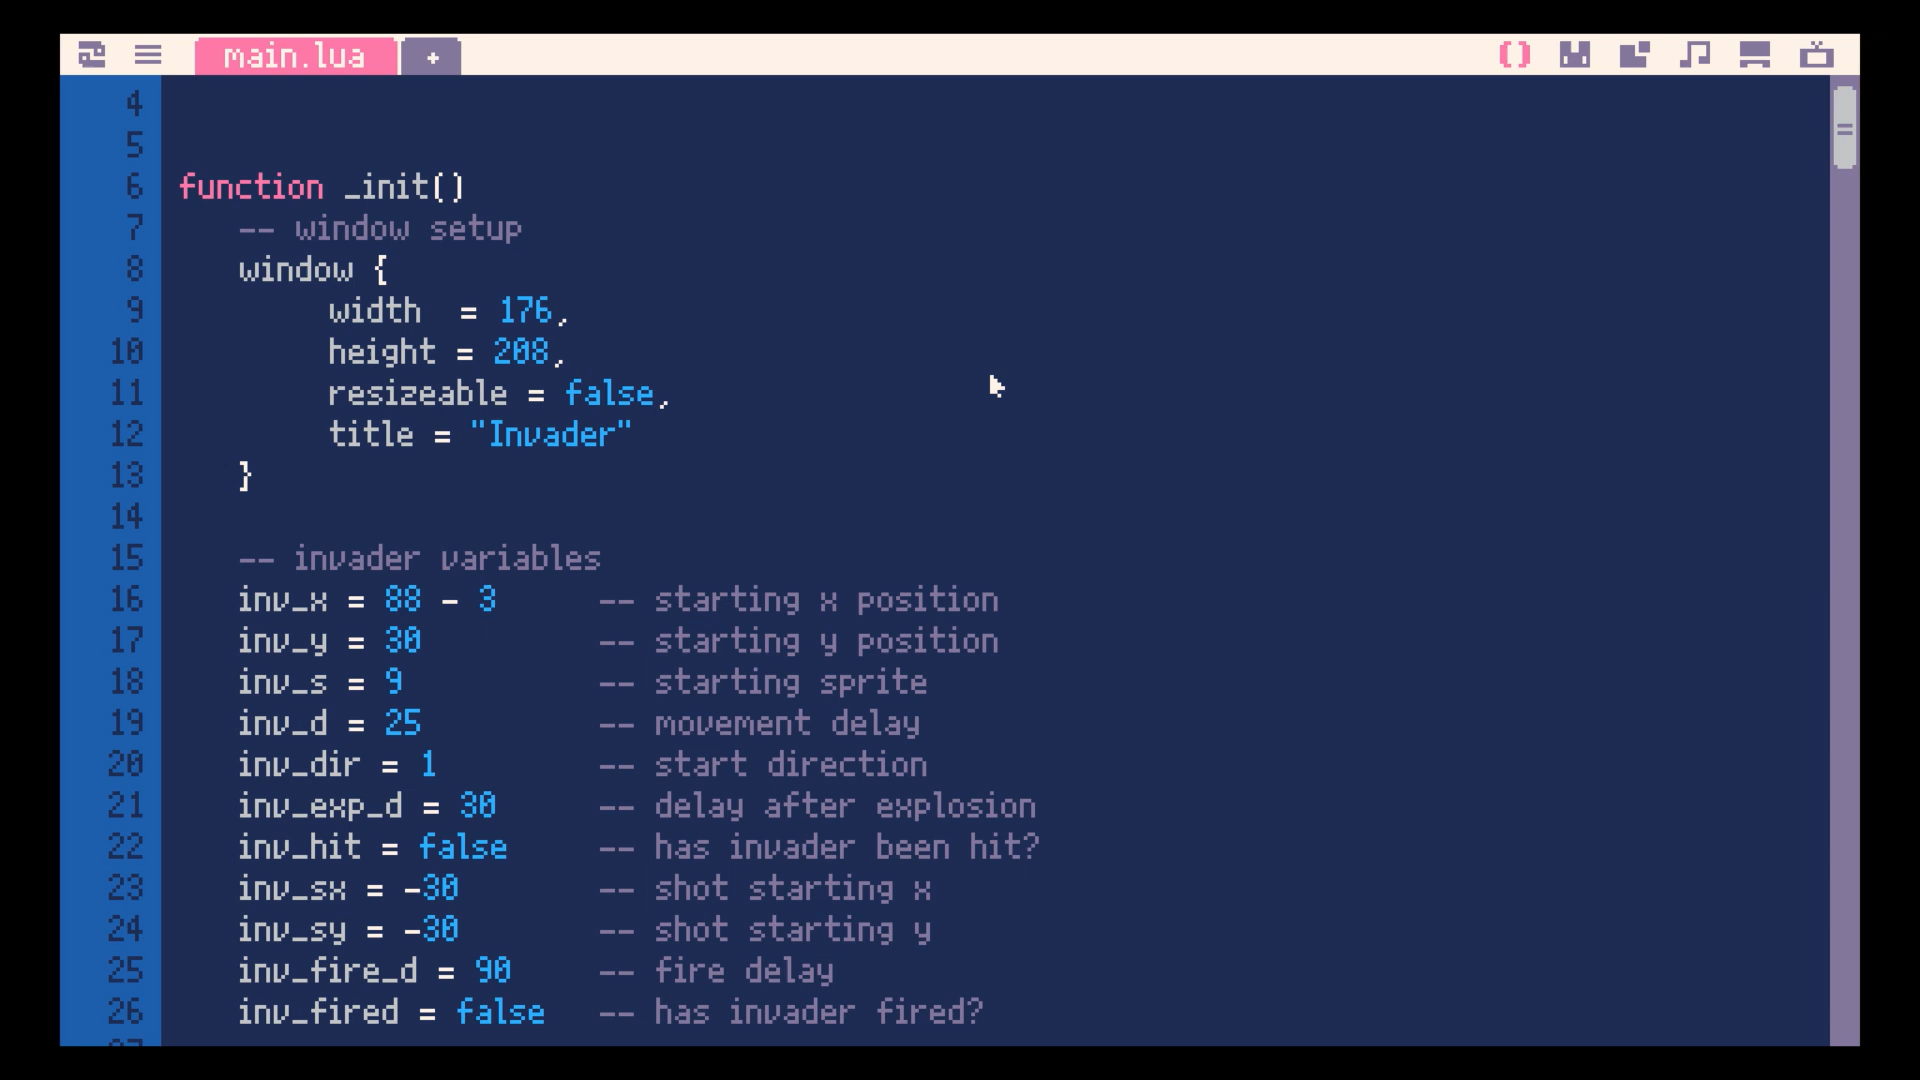 main.lua +
4
5
6 function _init()
7 -- window setup
8 window {
9 width = 176,
10 height = 208,
11 resizeable = false,
12 title = "Invader"
13 }
14
15 -- invader variables
16 inv_x = 88 - 3 -- starting x position
17 inv_y = 30 -- starting y position
18 inv_s = 9 -- starting sprite
19 inv_d = 25 -- movement delay
20 inv_dir = 1 -- start direction
21 inv_exp_d = 30 -- delay after explosion
22 inv_hit = false -- has invader been hit?
23 inv_sx = -30 -- shot starting x
24 inv_sy = -30 -- shot starting y
25 inv_fire_d = 90 -- fire delay
26 inv_fired = false -- has invader fired?